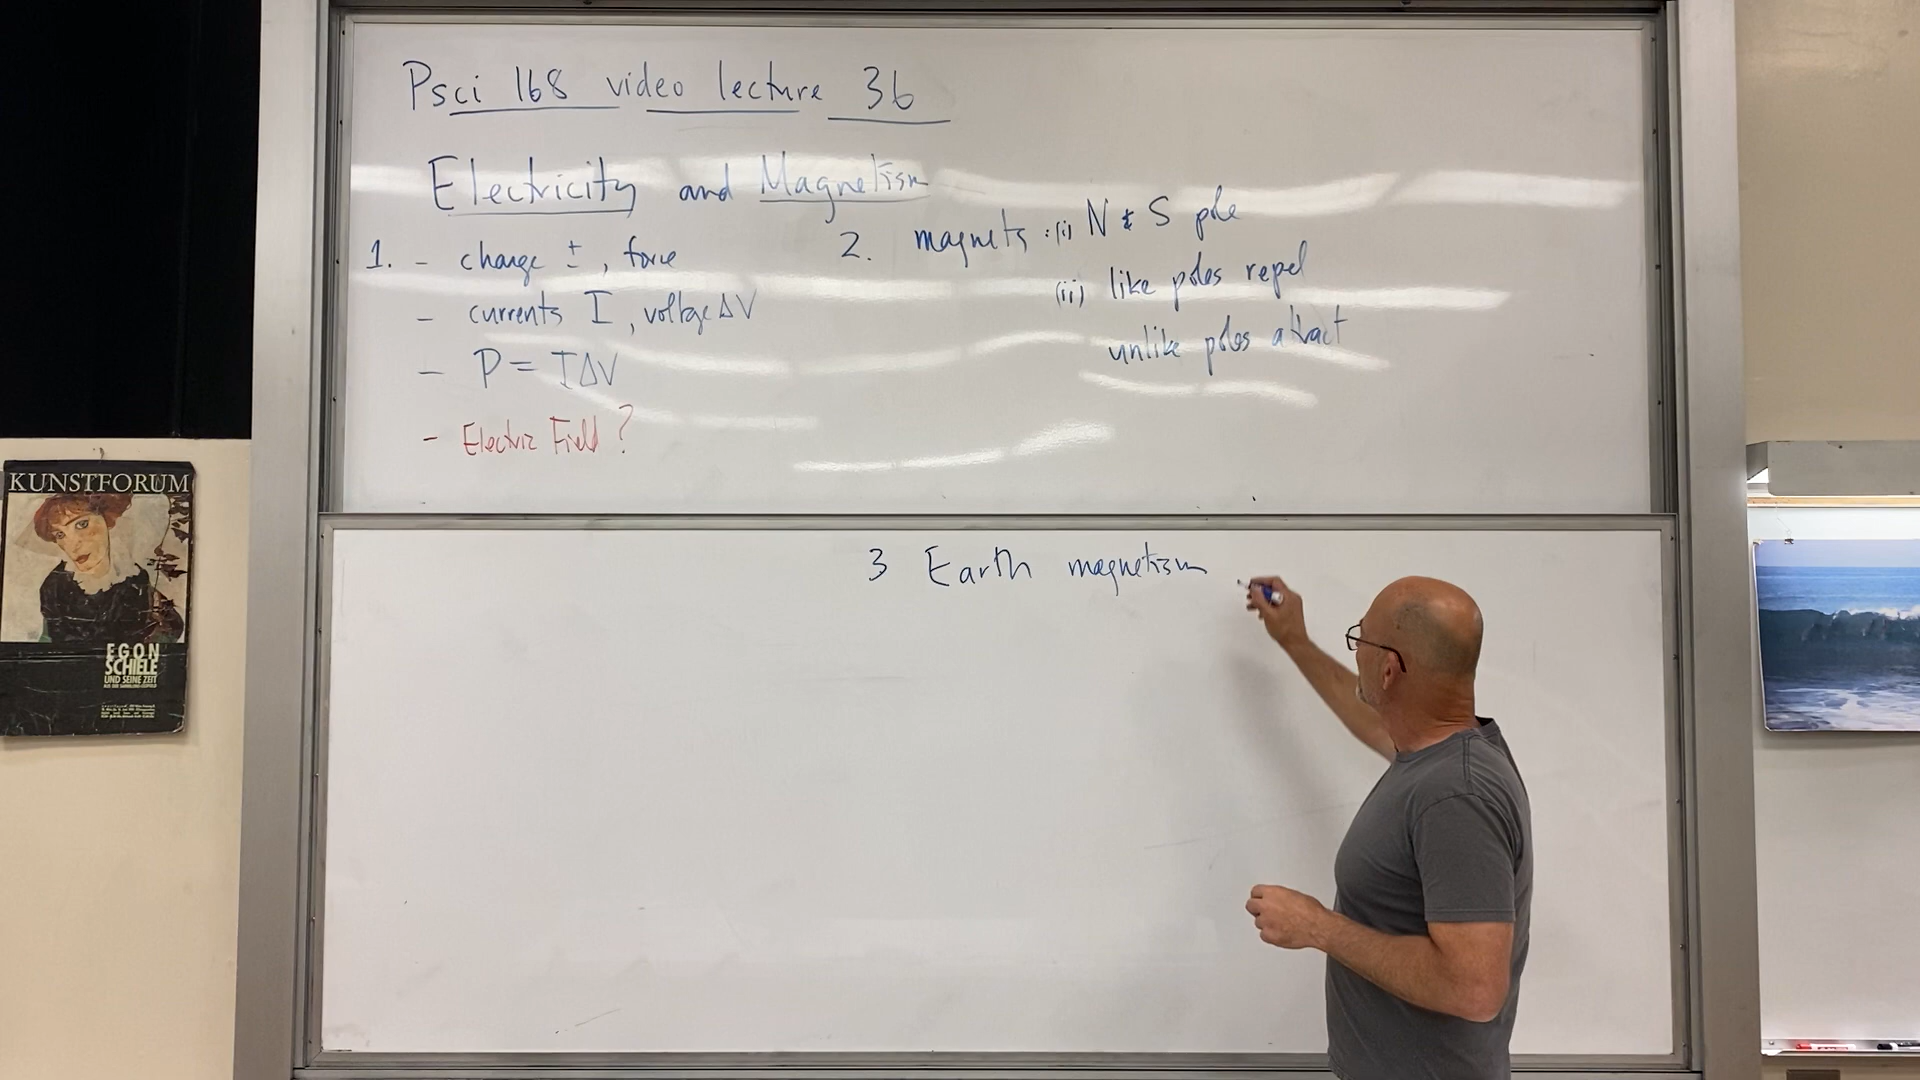 Psci 168 video lecture 36
Electricity and Magnetism
1. - charge ±, force
- currents I, voltage ΔV
- P = IΔV
- Electric Field?
2. magnets: (i) N & S pole
(ii) like poles repel
unlike poles attract
3 Earth magnetism
KUNSTFORUM
EGON
SCHIELE
UND SEINE ZEIT